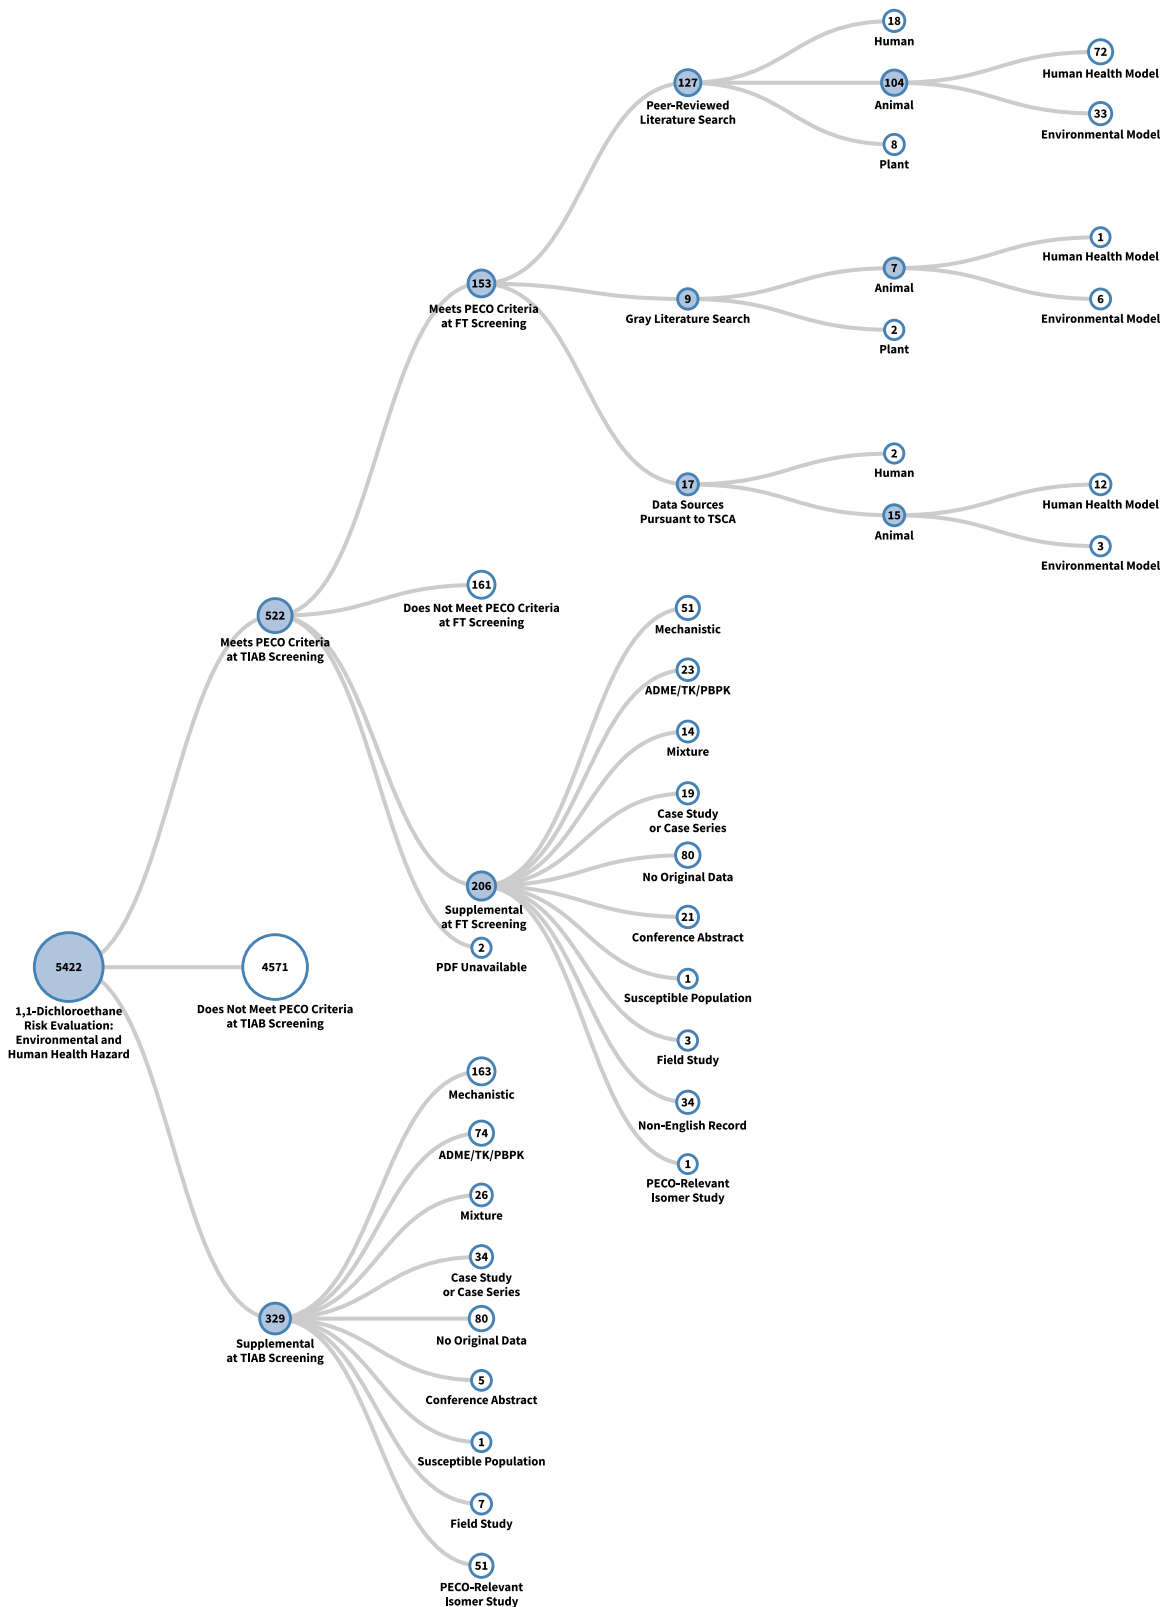 18
Human
72
Human Health Model
127
Peer-Reviewed
Literature Search
104
Animal
33
Environmental Model
8
Plant
1
Human Health Model
153
Meets PECO Criteria
at FT Screening
7
Animal
9
Gray Literature Search
6
Environmental Model
2
Plant
2
Human
17
Data Sources
Pursuant to TSCA
12
Human Health Model
15
Animal
3
Environmental Model
161
Does Not Meet PECO Criteria
at FT Screening
522
Meets PECO Criteria
at TIAB Screening
51
Mechanistic
23
ADME/TK/PBPK
14
Mixture
19
Case Study
or Case Series
80
No Original Data
206
Supplemental
at FT Screening
21
Conference Abstract
2
PDF Unavailable
1
Susceptible Population
3
Field Study
34
Non-English Record
1
PECO-Relevant
Isomer Study
5422
1,1-Dichloroethane
Risk Evaluation:
Environmental and
Human Health Hazard
4571
Does Not Meet PECO Criteria
at TIAB Screening
163
Mechanistic
74
ADME/TK/PBPK
26
Mixture
34
Case Study
or Case Series
329
Supplemental
at TIAB Screening
80
No Original Data
5
Conference Abstract
1
Susceptible Population
7
Field Study
51
PECO-Relevant
Isomer Study